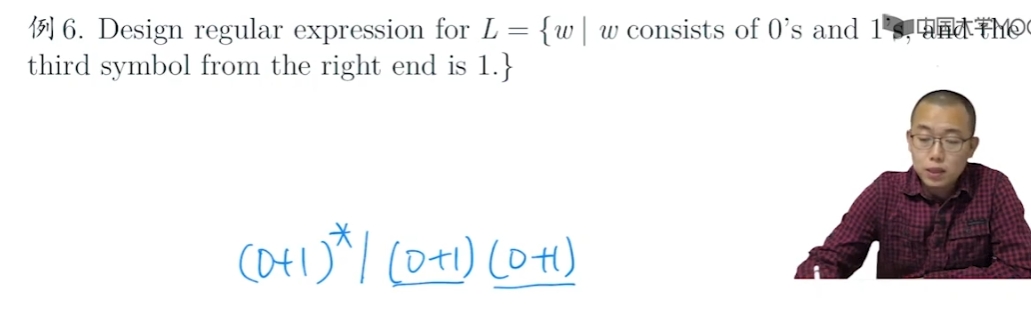 例 6. Design regular expression for L = {w | w consists of 0's and 1's, and the
third symbol from the right end is 1.}
中国大学MOOC
(0+1)*1(0+1)(0+1)